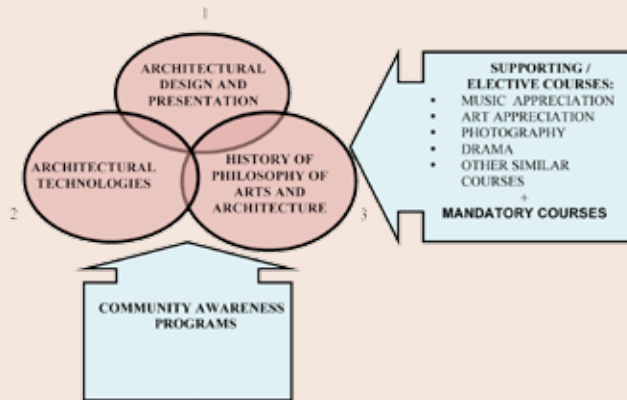 1
ARCHITECTURAL
DESIGN AND
PRESENTATION
ARCHITECTURAL
TECHNOLOGIES
2
HISTORY OF
PHILOSOPHY OF
ARTS AND
ARCHITECTURE
3
SUPPORTING /
ELECTIVE COURSES:
• MUSIC APPRECIATION
• ART APPRECIATION
• PHOTOGRAPHY
• DRAMA
• OTHER SIMILAR
COURSES
+
MANDATORY COURSES
COMMUNITY AWARENESS
PROGRAMS